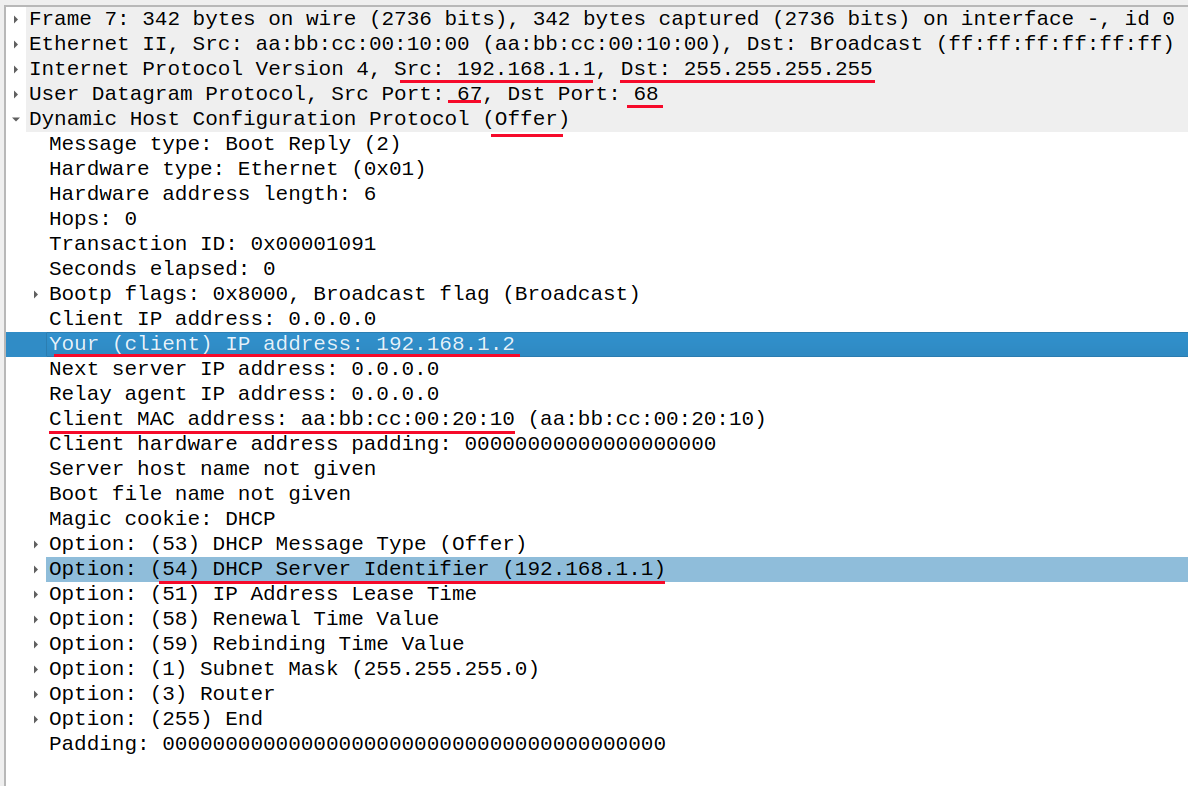 Frame 7: 342 bytes on wire (2736 bits), 342 bytes captured (2736 bits) on interface -, id 0
Ethernet II, Src: aa:bb:cc:00:10:00 (aa:bb:cc:00:10:00), Dst: Broadcast (ff:ff:ff:ff:ff:ff)
Internet Protocol Version 4, Src: 192.168.1.1, Dst: 255.255.255.255
User Datagram Protocol, Src Port: 67, Dst Port: 68
Dynamic Host Configuration Protocol (Offer)
Message type: Boot Reply (2)
Hardware type: Ethernet (0x01)
Hardware address length: 6
Hops: 0
Transaction ID: 0x00001091
Seconds elapsed: 0
Bootp flags: 0x8000, Broadcast flag (Broadcast)
Client IP address: 0.0.0.0
Your (client) IP address: 192.168.1.2
Next server IP address: 0.0.0.0
Relay agent IP address: 0.0.0.0
Client MAC address: aa:bb:cc:00:20:10 (aa:bb:cc:00:20:10)
Client hardware address padding: 00000000000000000000
Server host name not given
Boot file name not given
Magic cookie: DHCP
Option: (53) DHCP Message Type (Offer)
Option: (54) DHCP Server Identifier (192.168.1.1)
Option: (51) IP Address Lease Time
Option: (58) Renewal Time Value
Option: (59) Rebinding Time Value
Option: (1) Subnet Mask (255.255.255.0)
Option: (3) Router
Option: (255) End
Padding: 0000000000000000000000000000000000000000